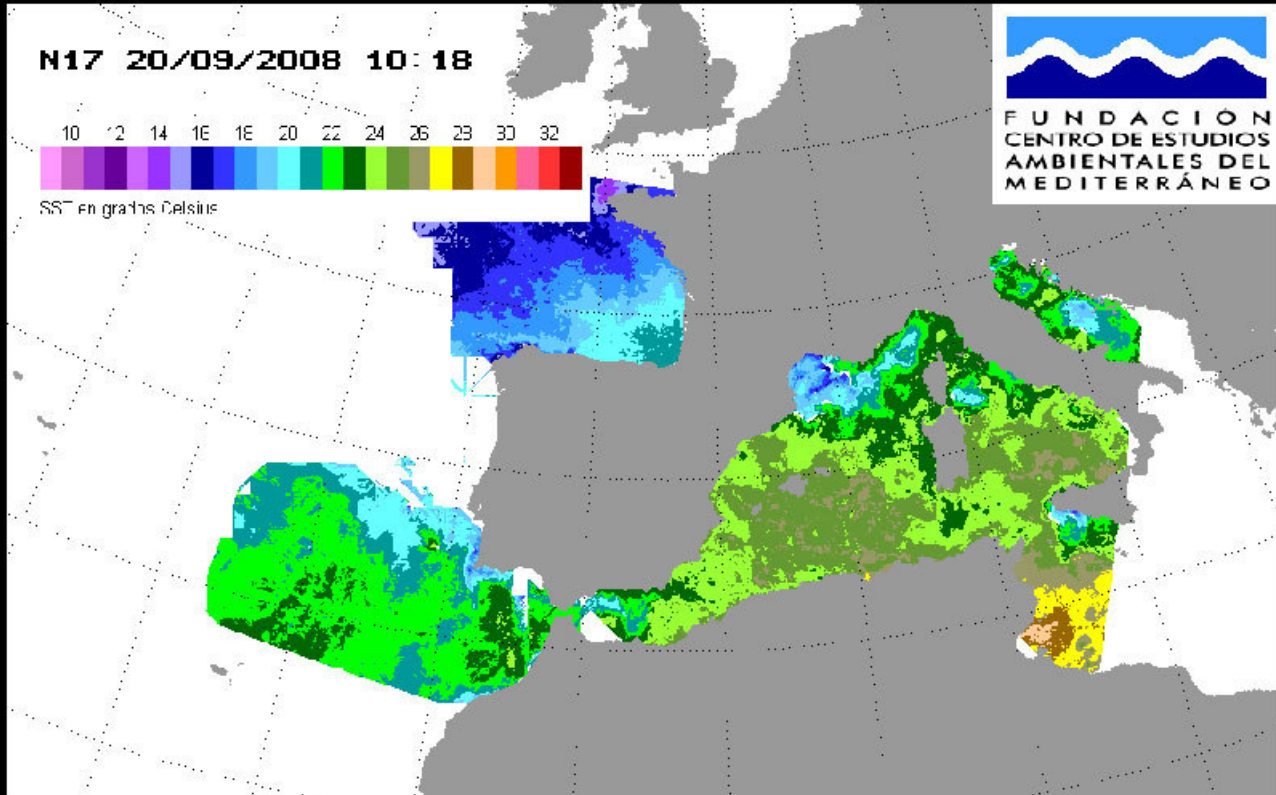 N17 20/09/2008 10:18
10 12 14 16 18 20 22 24 26 28 30 32
SST en grados Celsius
FUNDACIÓN
CENTRO DE ESTUDIOS
AMBIENTALES DEL
MEDITERRÁNEO